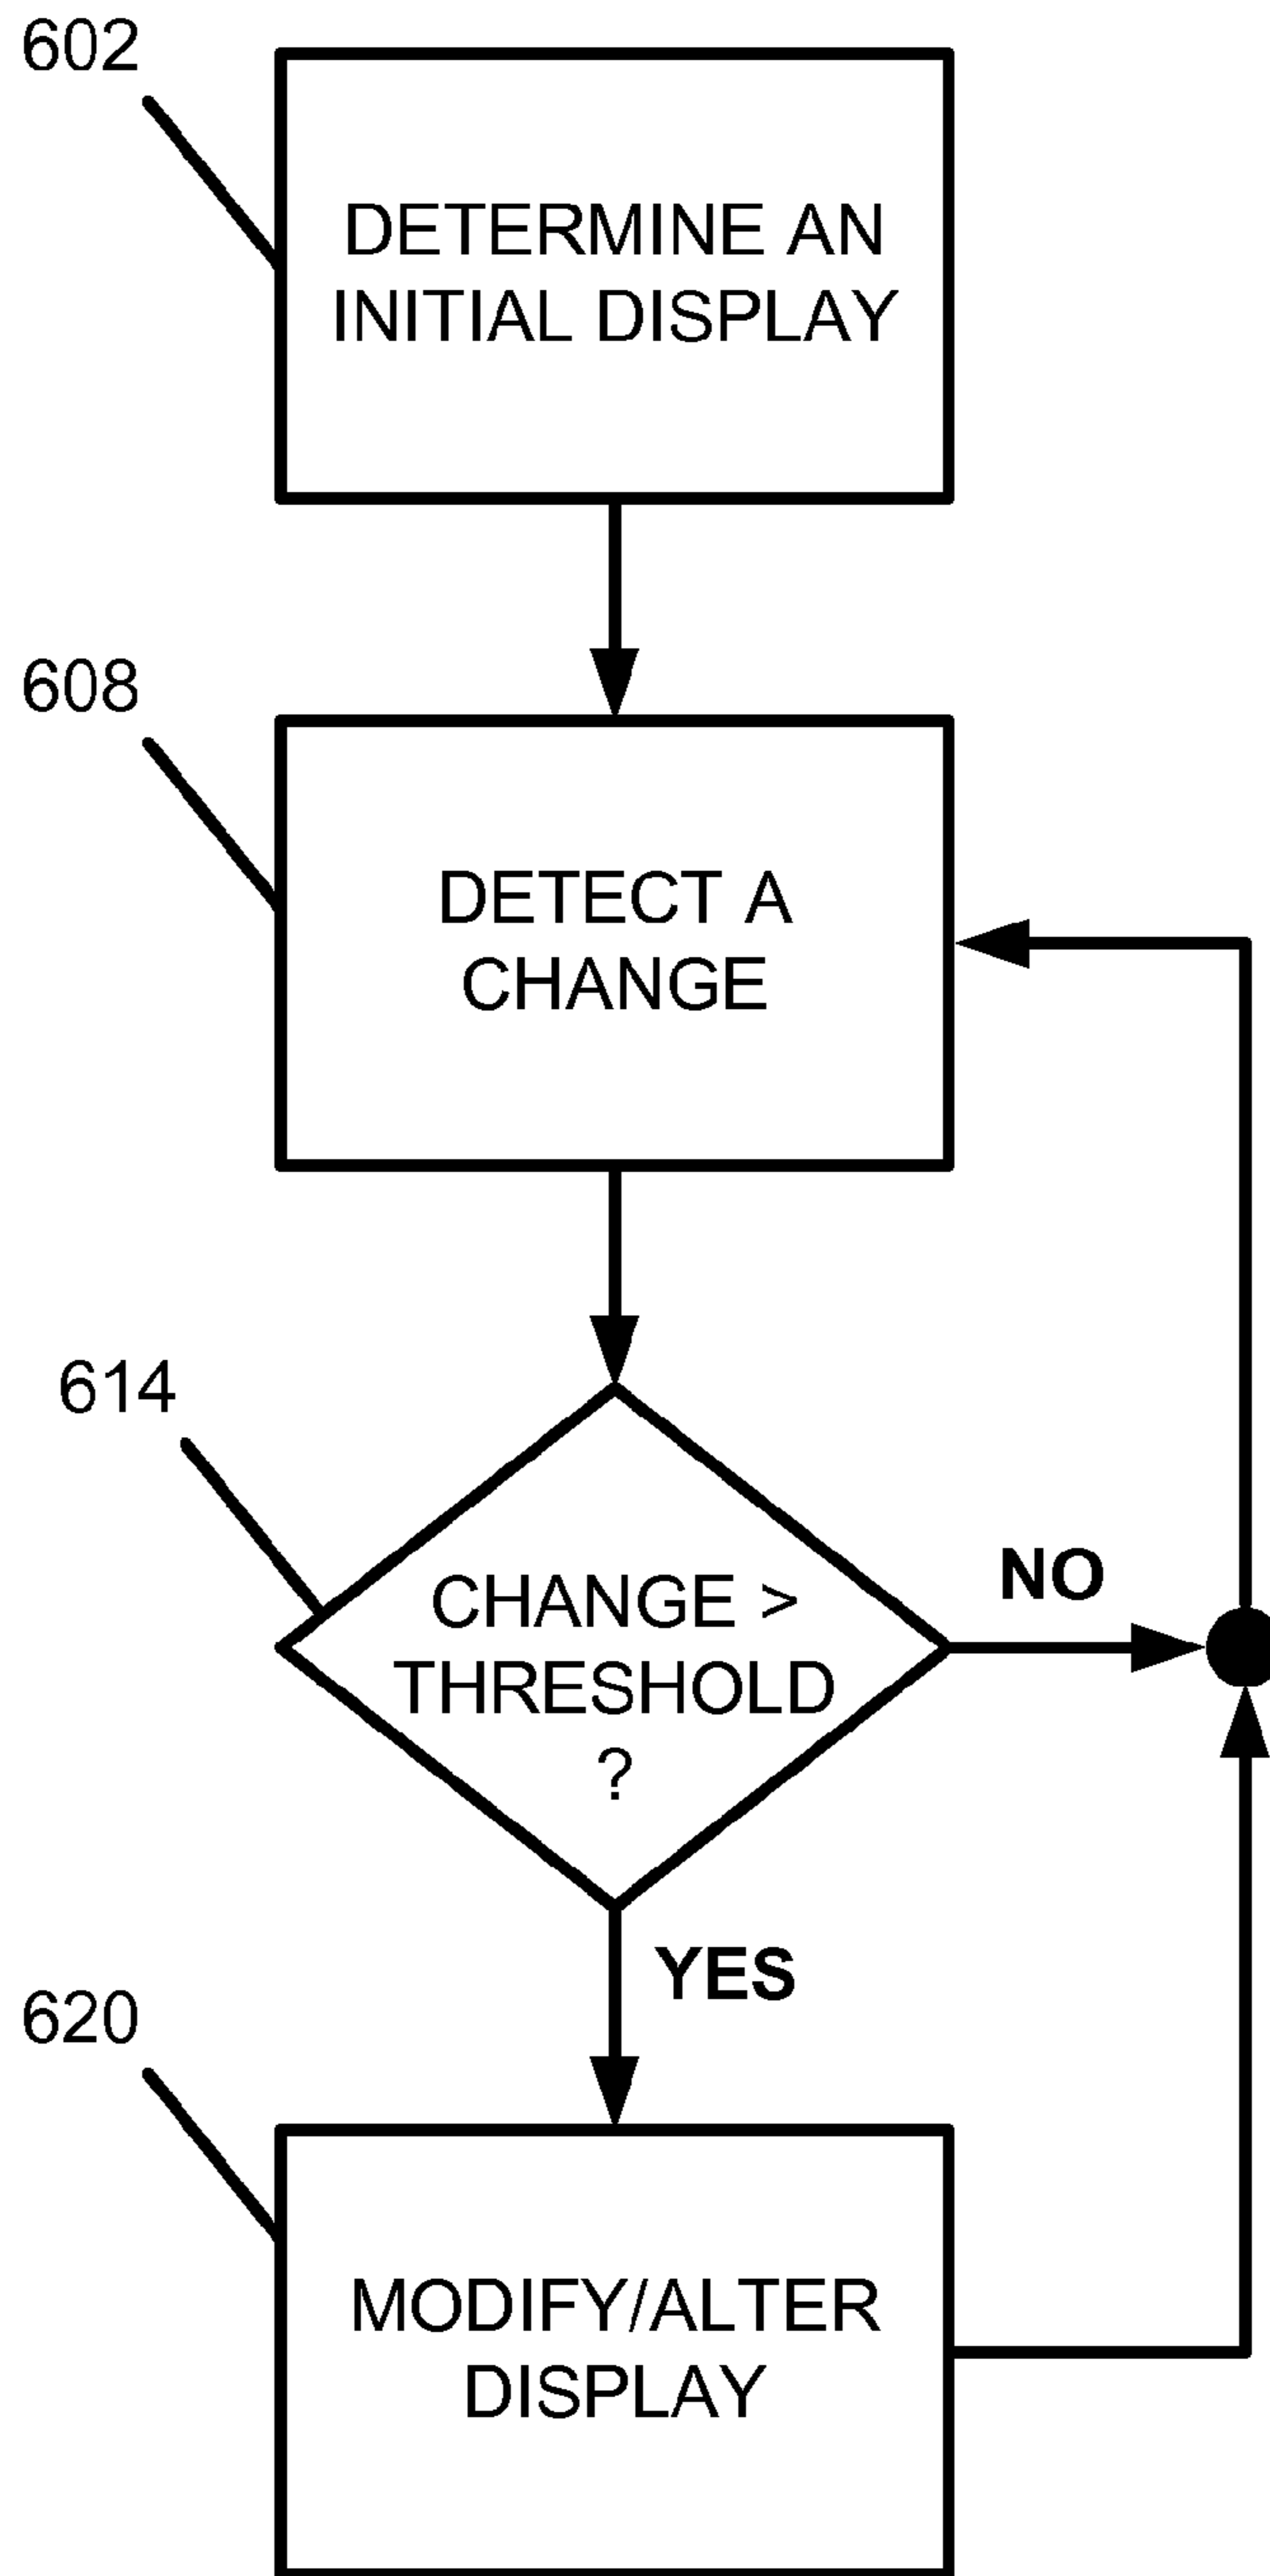 602
DETERMINE AN
INITIAL DISPLAY
608
DETECT A
CHANGE
614
CHANGE >
THRESHOLD
?
NO
YES
620
MODIFY/ALTER
DISPLAY